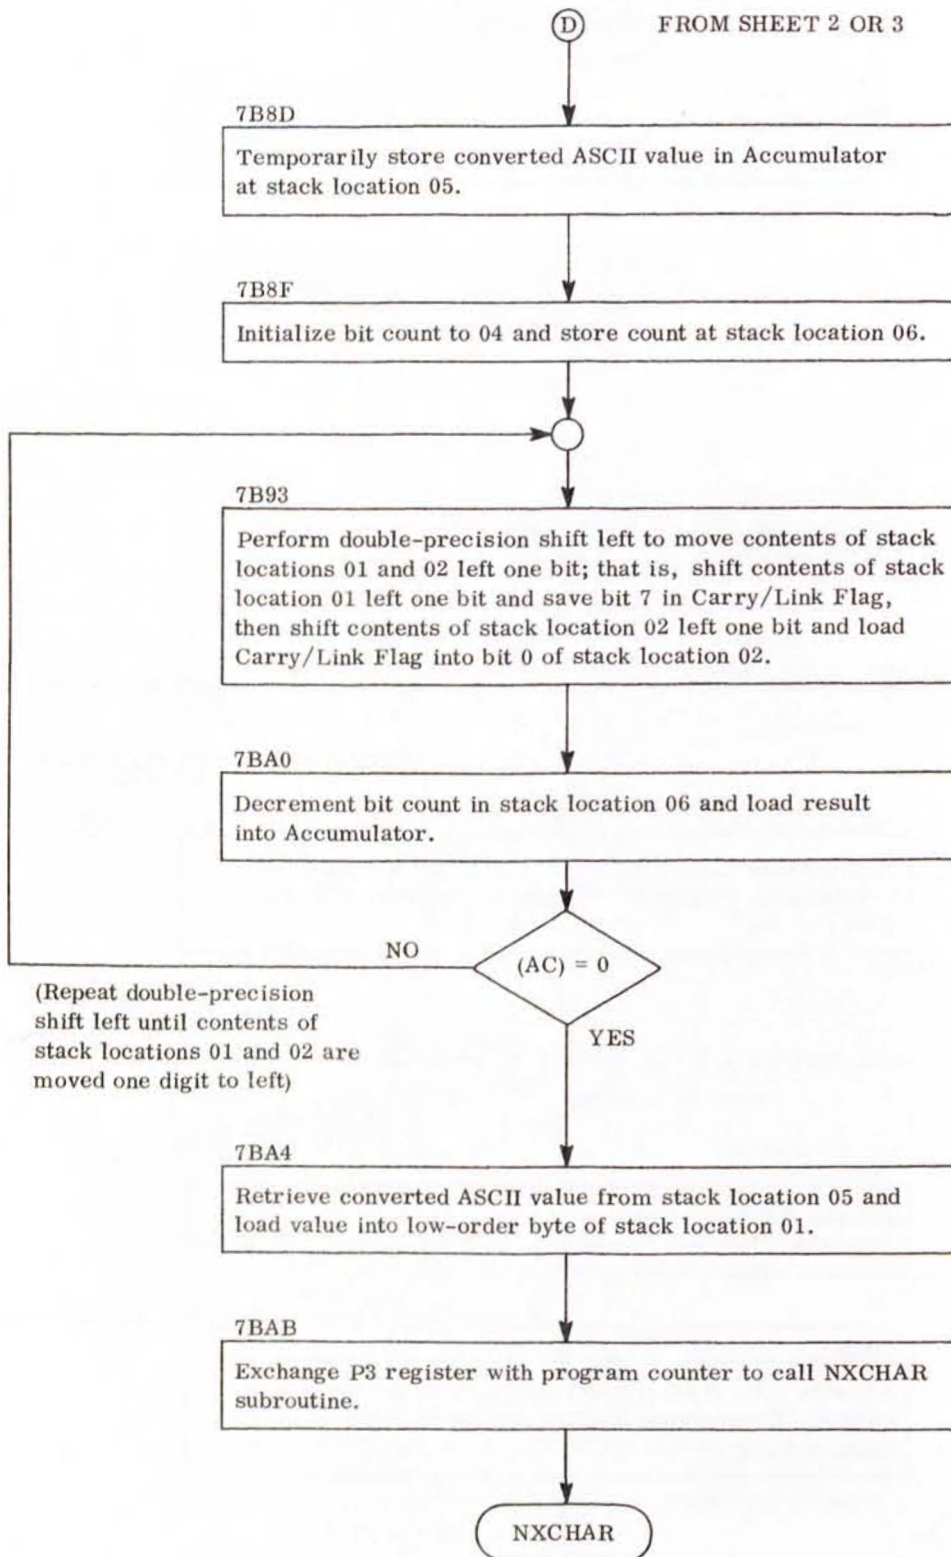 D FROM SHEET 2 OR 3
7B8D
Temporarily store converted ASCII value in Accumulator
at stack location 05.
7B8F
Initialize bit count to 04 and store count at stack location 06.
7B93
Perform double-precision shift left to move contents of stack
locations 01 and 02 left one bit; that is, shift contents of stack
location 01 left one bit and save bit 7 in Carry/Link Flag,
then shift contents of stack location 02 left one bit and load
Carry/Link Flag into bit 0 of stack location 02.
7BA0
Decrement bit count in stack location 06 and load result
into Accumulator.
NO
(AC) = 0
(Repeat double-precision
shift left until contents of
stack locations 01 and 02 are
moved one digit to left)
YES
7BA4
Retrieve converted ASCII value from stack location 05 and
load value into low-order byte of stack location 01.
7BAB
Exchange P3 register with program counter to call NXCHAR
subroutine.
NXCHAR